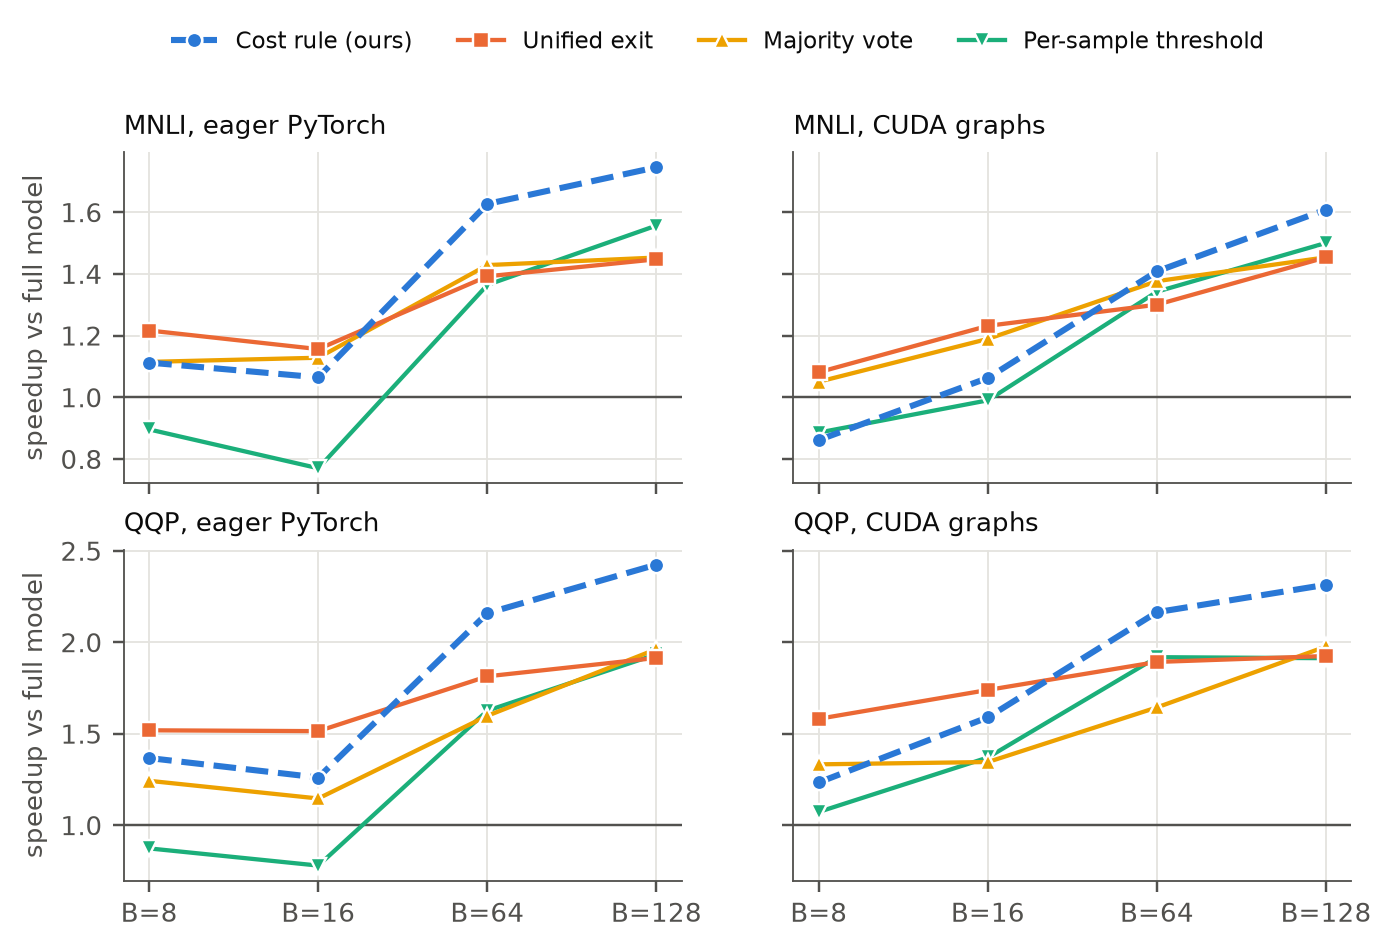 Cost rule (ours) Unified exit Majority vote Per-sample threshold
MNLI, eager PyTorch
speedup vs full model
1.6
1.4
1.2
1.0
0.8
MNLI, CUDA graphs
QQP, eager PyTorch
speedup vs full model
2.5
2.0
1.5
1.0
B=8 B=16 B=64 B=128
QQP, CUDA graphs
B=8 B=16 B=64 B=128